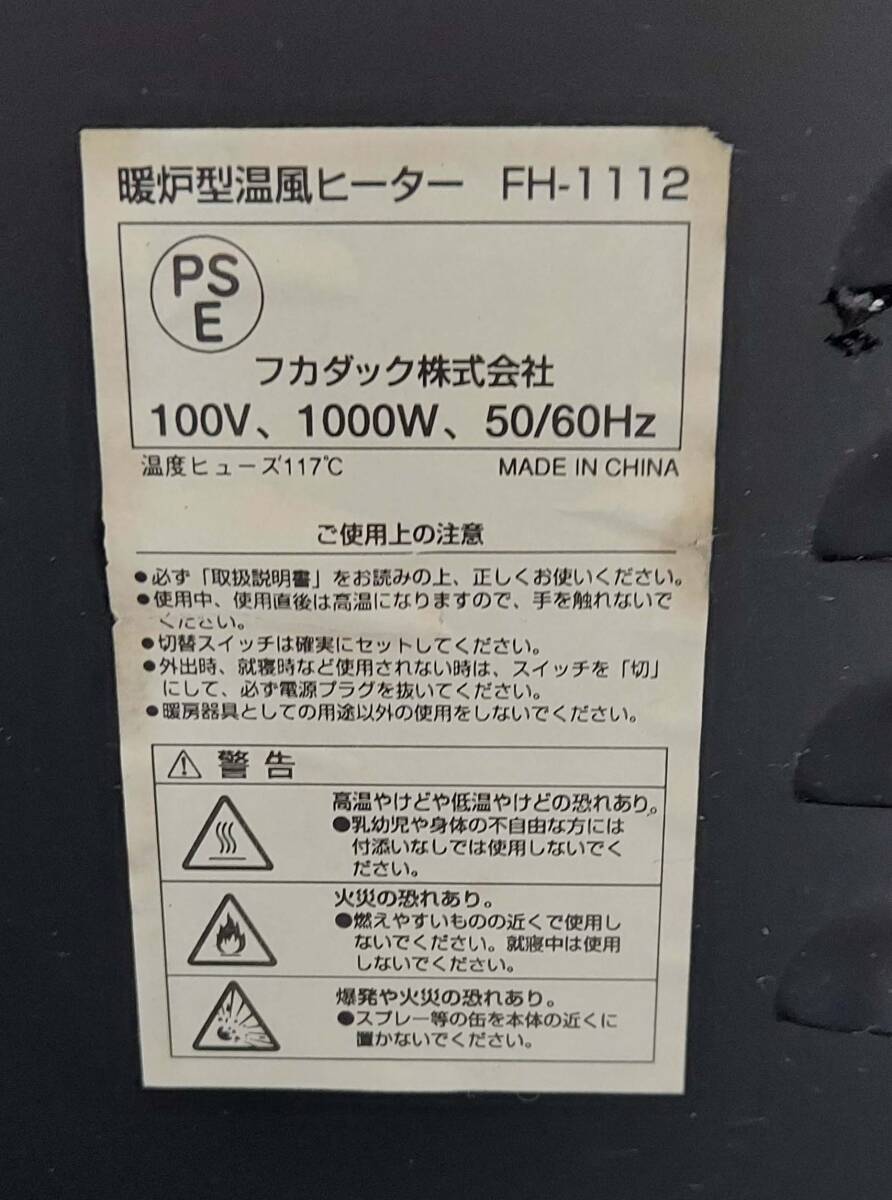 暖炉型温風ヒーター FH-1112
PS
E
フカダック株式会社
100V、1000W、50/60Hz
温度ヒューズ117℃ MADE IN CHINA
ご使用上の注意
●必ず「取扱説明書」をお読みの上、正しくお使いください。
●使用中、使用直後は高温になりますので、手を触れないで
ください。
●切替スイッチは確実にセットしてください。
●外出時、就寝時など使用されない時は、スイッチを「切」
にして、必ず電源プラグを抜いてください。
●暖房器具としての用途以外の使用をしないでください。
⚠ 警告
高温やけどや低温やけどの恐れあり。
●乳幼児や身体の不自由な方には
付添いなしでは使用しないでく
ださい。
火災の恐れあり。
●燃えやすいものの近くで使用し
ないでください。就寝中は使用
しないでください。
爆発や火災の恐れあり。
●スプレー等の缶を本体の近くに
置かないでください。